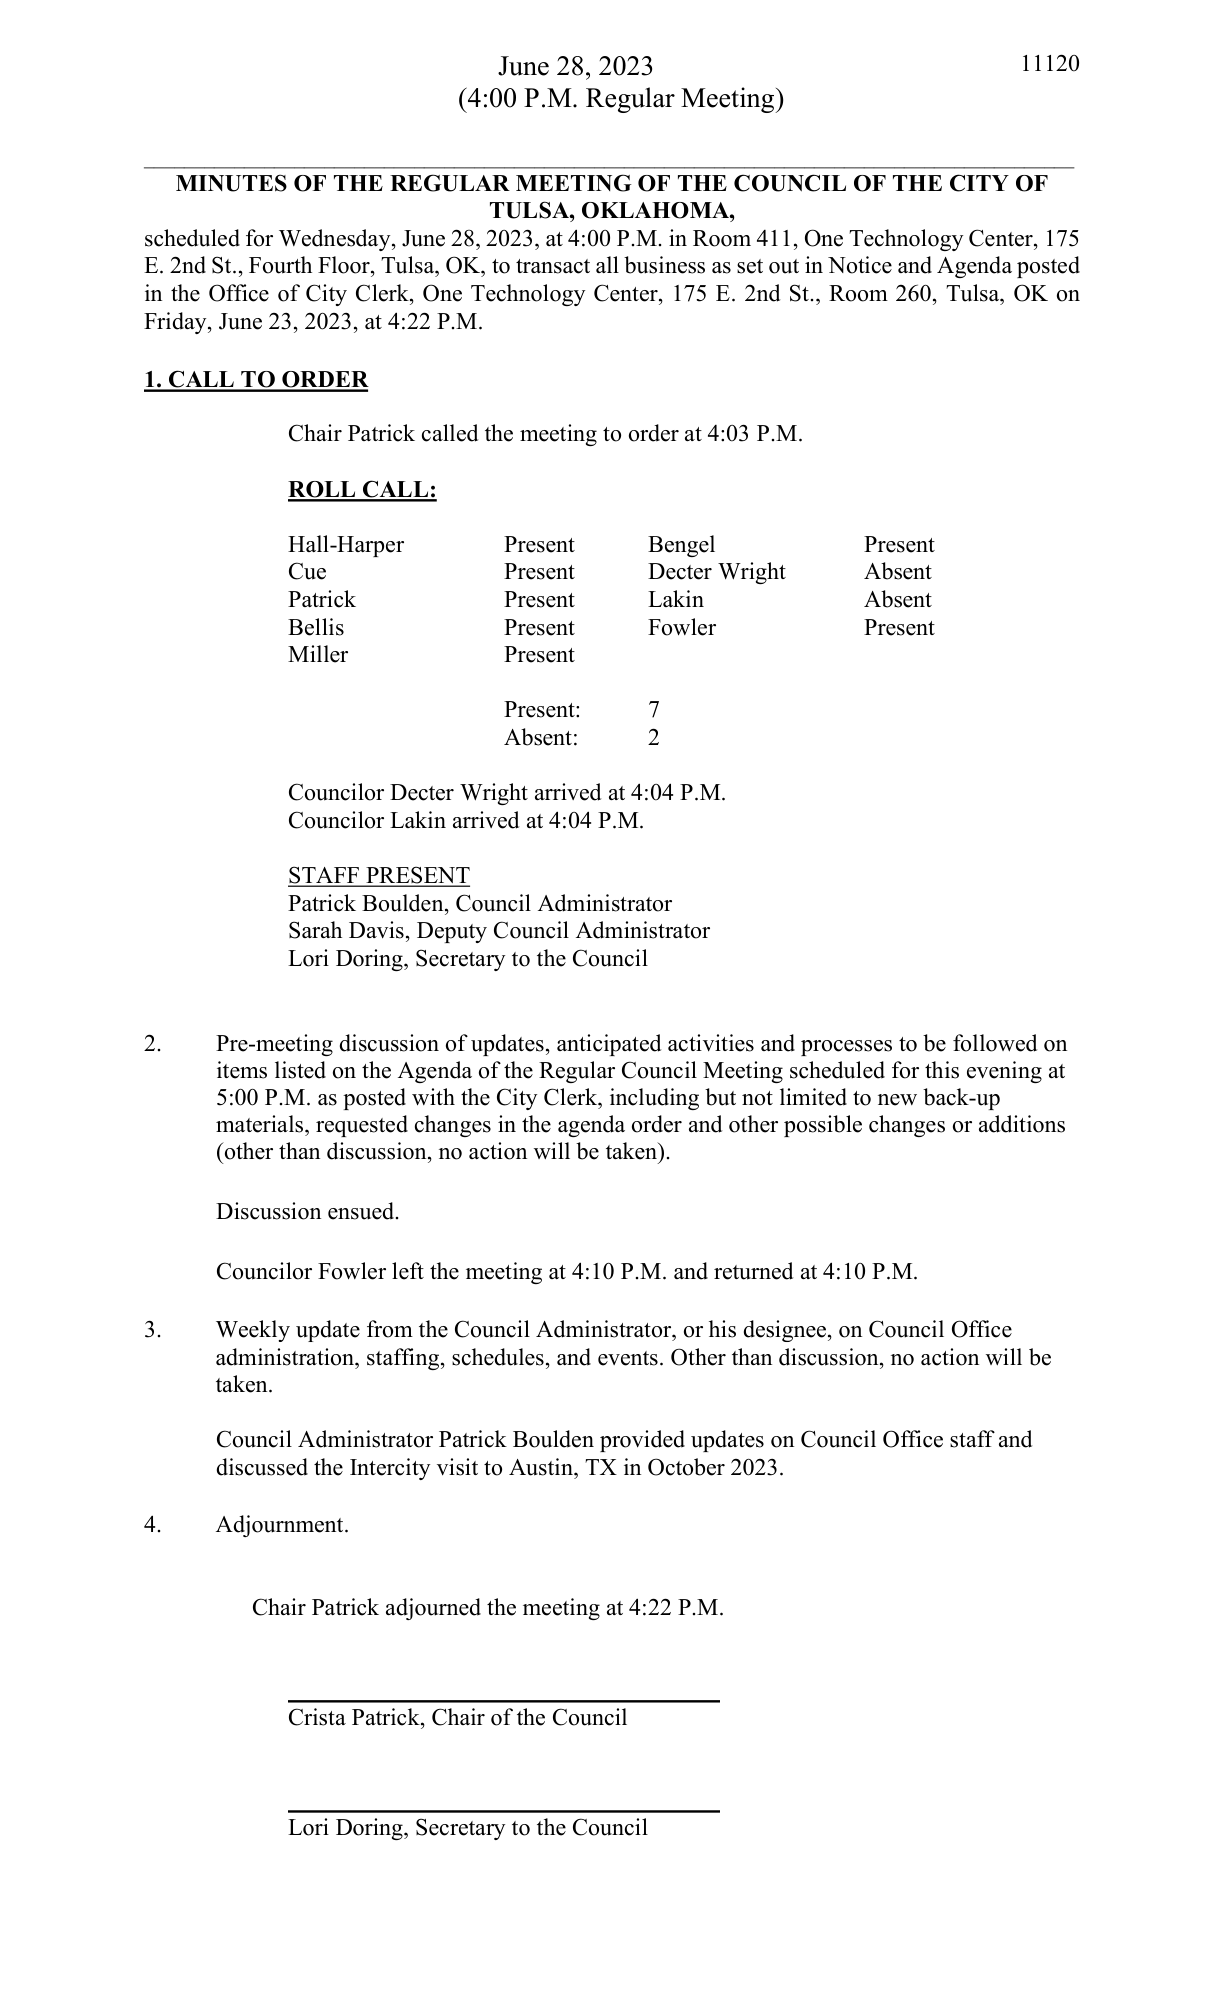 June 28, 2023 11120
(4:00 P.M. Regular Meeting)
MINUTES OF THE REGULAR MEETING OF THE COUNCIL OF THE CITY OF
TULSA, OKLAHOMA,
scheduled for Wednesday, June 28, 2023, at 4:00 P.M. in Room 411, One Technology Center, 175
E. 2nd St., Fourth Floor, Tulsa, OK, to transact all business as set out in Notice and Agenda posted
in the Office of City Clerk, One Technology Center, 175 E. 2nd St., Room 260, Tulsa, OK on
Friday, June 23, 2023, at 4:22 P.M.
1. CALL TO ORDER
Chair Patrick called the meeting to order at 4:03 P.M.
ROLL CALL:
Hall-Harper Present Bengel Present
Cue Present Decter Wright Absent
Patrick Present Lakin Absent
Bellis Present Fowler Present
Miller Present
Present: 7
Absent: 2
Councilor Decter Wright arrived at 4:04 P.M.
Councilor Lakin arrived at 4:04 P.M.
STAFF PRESENT
Patrick Boulden, Council Administrator
Sarah Davis, Deputy Council Administrator
Lori Doring, Secretary to the Council
2. Pre-meeting discussion of updates, anticipated activities and processes to be followed on
items listed on the Agenda of the Regular Council Meeting scheduled for this evening at
5:00 P.M. as posted with the City Clerk, including but not limited to new back-up
materials, requested changes in the agenda order and other possible changes or additions
(other than discussion, no action will be taken).
Discussion ensued.
Councilor Fowler left the meeting at 4:10 P.M. and returned at 4:10 P.M.
3. Weekly update from the Council Administrator, or his designee, on Council Office
administration, staffing, schedules, and events. Other than discussion, no action will be
taken.
Council Administrator Patrick Boulden provided updates on Council Office staff and
discussed the Intercity visit to Austin, TX in October 2023.
4. Adjournment.
Chair Patrick adjourned the meeting at 4:22 P.M.
Crista Patrick, Chair of the Council
Lori Doring, Secretary to the Council